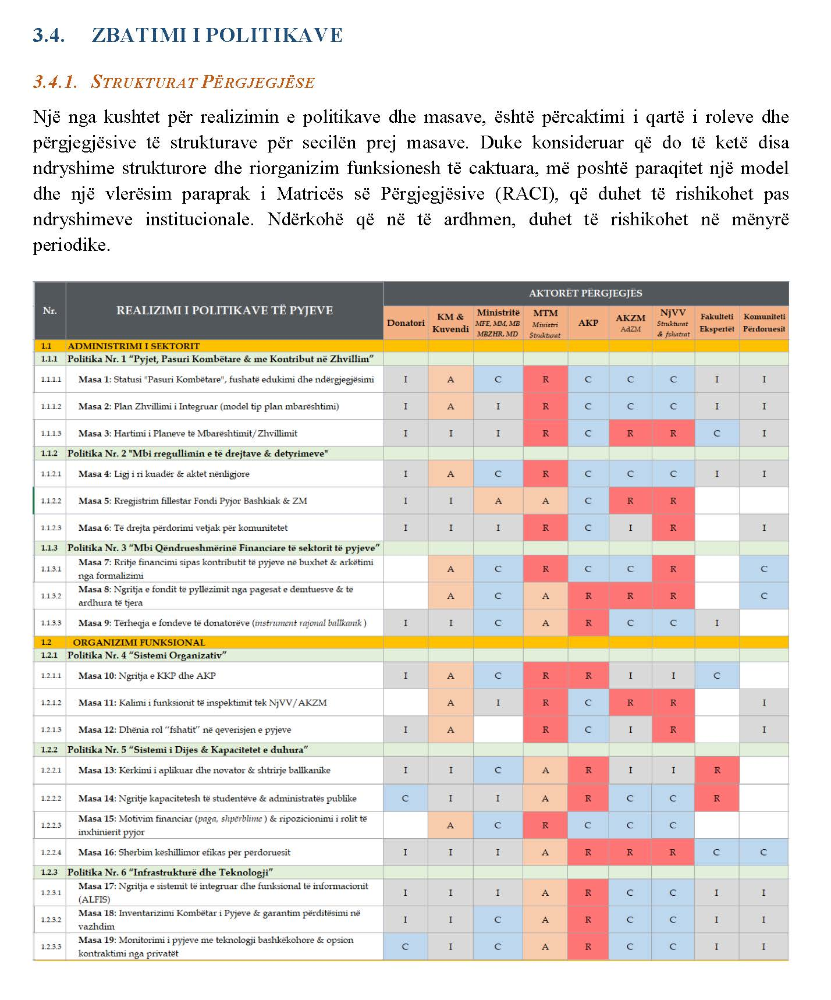 3.4. ZBATIMI I POLITIKAVE
3.4.1. STRUKTURAT PËRGJEGJËSE
Një nga kushtet për realizimin e politikave dhe masave, është përcaktimi i qartë i roleve dhe
përgjegjësive të strukturave për secilën prej masave. Duke konsideruar që do të ketë disa
ndryshime strukturore dhe riorganizim funksionesh të caktuara, më poshtë paraqitet një model
dhe një vlerësim paraprak i Matricës së Përgjegjësive (RACI), që duhet të rishikohet pas
ndryshimeve institucionale. Ndërkohë që në të ardhmen, duhet të rishikohet në mënyrë
periodike.
Nr. REALIZIMI I POLITIKAVE TË PYJEVE AKTORËT PËRGJEGJËS
Donatori
KM &
Kuvendi
Ministritë
MFE, MM, MB
MBZHR, MD
MTM
Ministri
Strukturat
AKP
AKZM
AdZM
NjVV
Strukturat
& fshatrat
Fakulteti
Ekspertët
Komuniteti
Përdoruesit
1.1 ADMINISTRIMI I SEKTORIT
1.1.1 Politika Nr. 1 “Pyjet, Pasuri Kombëtare & me Kontribut në Zhvillim”
1.1.1.1 Masa 1: Statusi "Pasuri Kombëtare", fushatë edukimi dhe ndërgjegjësimi I A C R C C C I I
1.1.1.2 Masa 2: Plan Zhvillimi i Integruar (model tip plan mbarështimi) I A I R C C C I I
1.1.1.3 Masa 3: Hartimi i Planeve të Mbarështimit/Zhvillimit I I I R C R R C I
1.1.2 Politika Nr. 2 "Mbi rregullimin e të drejtave & detyrimeve"
1.1.2.1 Masa 4: Ligj i ri kuadër & aktet nënligjore I A C R C C C I I
1.1.2.2 Masa 5: Rregjistrim fillestar Fondi Pyjor Bashkiak & ZM I I A A C R R
1.1.2.3 Masa 6: Të drejta përdorimi vetjak për komunitetet I I I R C I R I
1.1.3 Politika Nr. 3 “Mbi Qëndrueshmërinë Financiare të sektorit të pyjeve”
1.1.3.1 Masa 7: Rritje financimi sipas kontributit të pyjeve në buxhet & arkëtimi
nga formalizimi A C R C C R C
1.1.3.2 Masa 8: Ngritja e fondit të pyllëzimit nga pagesat e dëmtuesve & të
ardhura të tjera A C A R R R C
1.1.3.3 Masa 9: Tërheqja e fondeve të donatorëve (instrument rajonal ballkanik ) I I C A R C C I
1.2 ORGANIZIMI FUNKSIONAL
1.2.1 Politika Nr. 4 “Sistemi Organizativ”
1.2.1.1 Masa 10: Ngritja e KKP dhe AKP I A C R R I I C
1.2.1.2 Masa 11: Kalimi i funksionit të inspektimit tek NjVV/AKZM A I R C R R I
1.2.1.3 Masa 12: Dhënia rol “fshatit” në qeverisjen e pyjeve I A R C I R I
1.2.2 Politika Nr. 5 “Sistemi i Dijes & Kapacitetet e duhura”
1.2.2.1 Masa 13: Kërkimi i aplikuar dhe novator & shtrirje ballkanike I I C A R I I R
1.2.2.2 Masa 14: Ngritje kapacitetesh të studentëve & administratës publike C I I A R C C R
1.2.2.3 Masa 15: Motivim financiar (paga, shpërblime ) & ripozicionimi i rolit të
inxhinierit pyjor A C R C C C
1.2.2.4 Masa 16: Shërbim këshillimor efikas për përdoruesit I I I A R R R C C
1.2.3 Politika Nr. 6 “Infrastrukturë dhe Teknologji”
1.2.3.1 Masa 17: Ngritja e sistemit të integruar dhe funksional të informacionit
(ALFIS) I I I A R C C I I
1.2.3.2 Masa 18: Inventarizimi Kombëtar i Pyjeve & garantim përditësimi në
vazhdim I I C A R C C I I
1.2.3.3 Masa 19: Monitorimi i pyjeve me teknologji bashkëkohore & opsion
kontraktimi nga privatët C I C A R C C I I